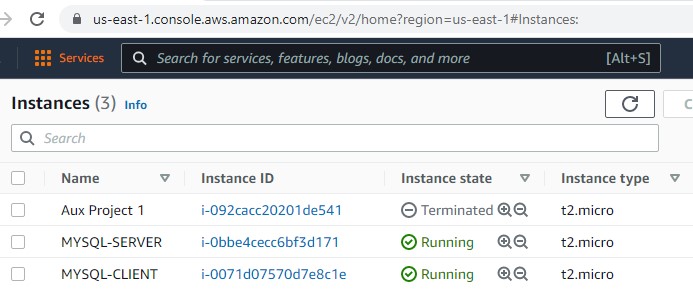 us-east-1.console.aws.amazon.com/ec2/v2/home?region=us-east-1#Instances:
Services Search for services, features, blogs, docs, and more [Alt+S]
Instances (3) Info C
Search
Name Instance ID Instance state Instance type
Aux Project 1 i-092cacc20201de541 Terminated t2.micro
MYSQL-SERVER i-0bbe4cecc6bf3d171 Running t2.micro
MYSQL-CLIENT i-0071d07570d7e8c1e Running t2.micro